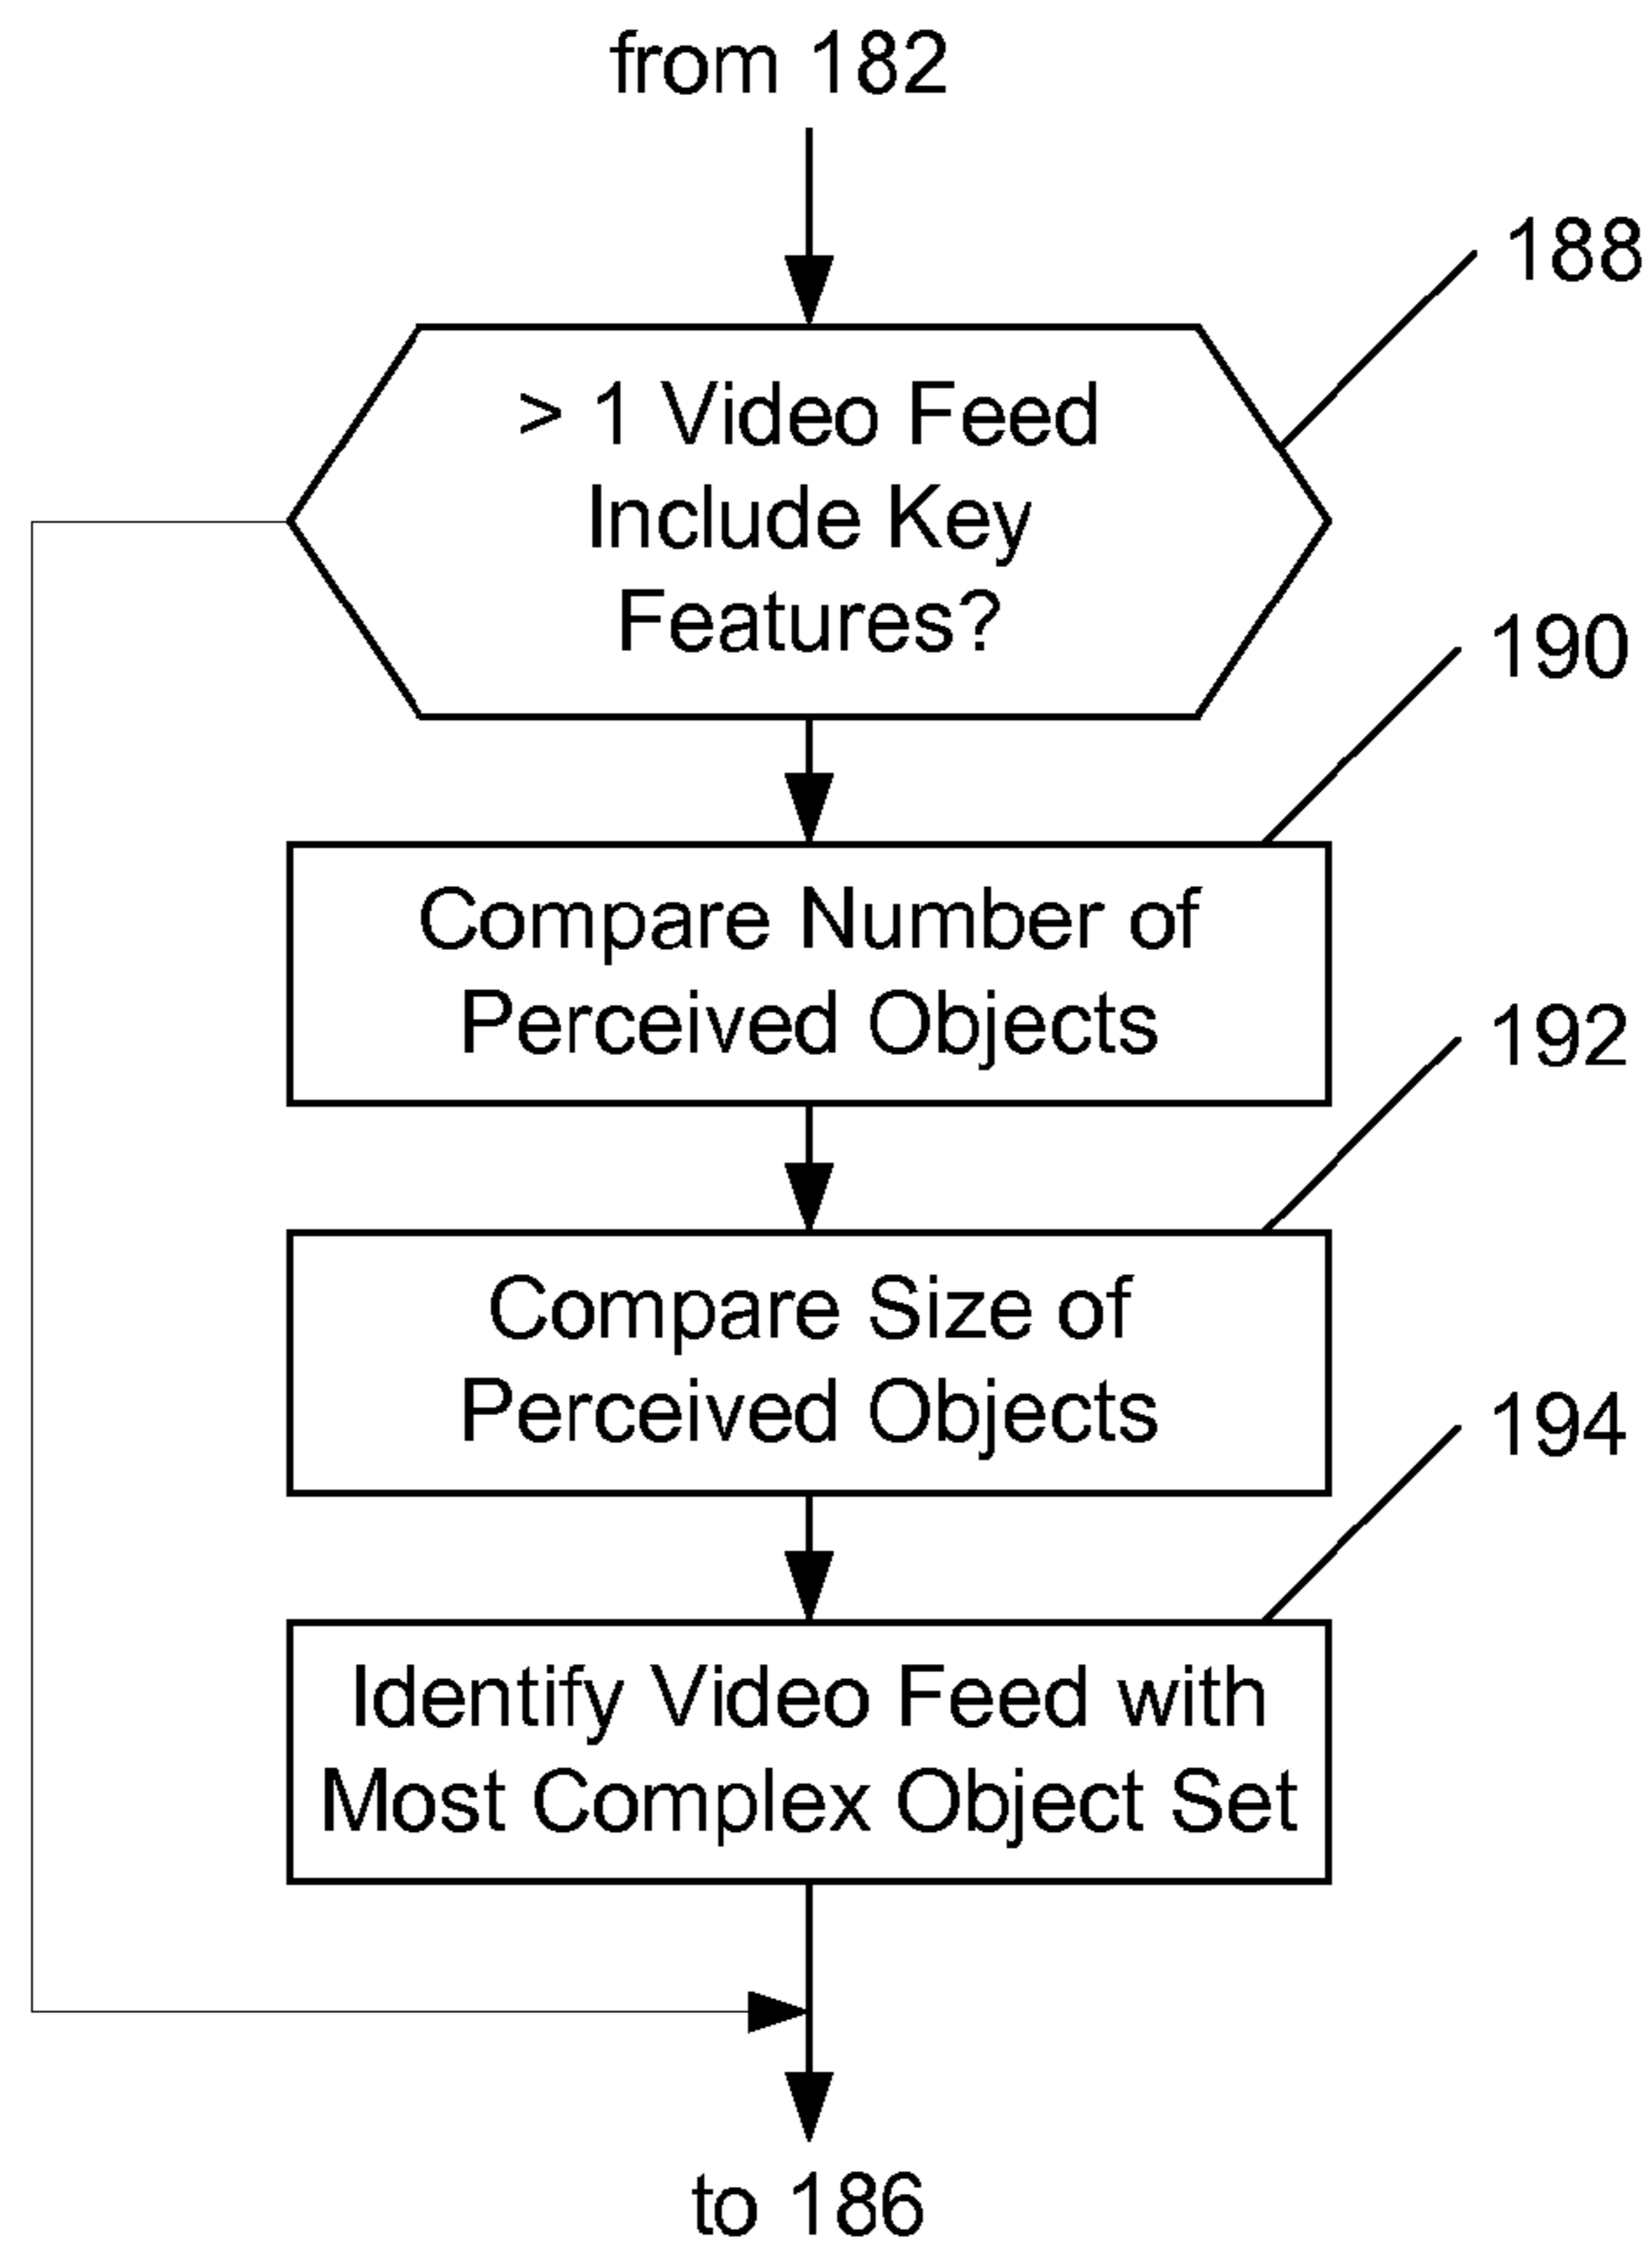 from 182
188
> 1 Video Feed
Include Key
Features?
190
Compare Number of
Perceived Objects
192
Compare Size of
Perceived Objects
194
Identify Video Feed with
Most Complex Object Set
to 186